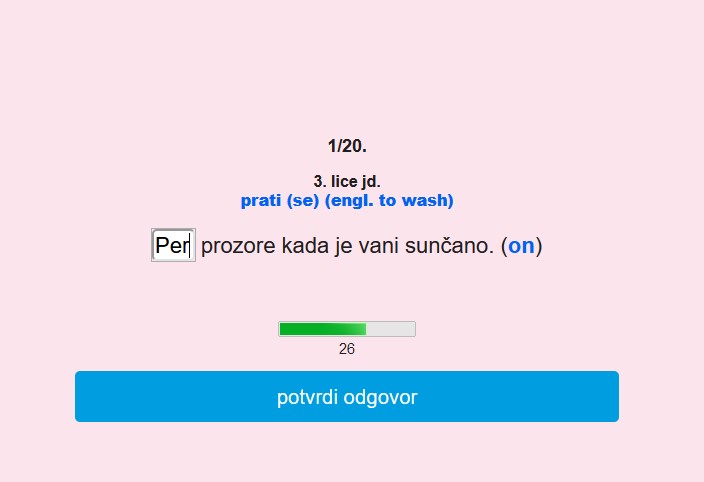 1/20.
3. lice jd.
prati (se) (engl. to wash)
Per prozore kada je vani sunčano. (on)
26
potvrdi odgovor